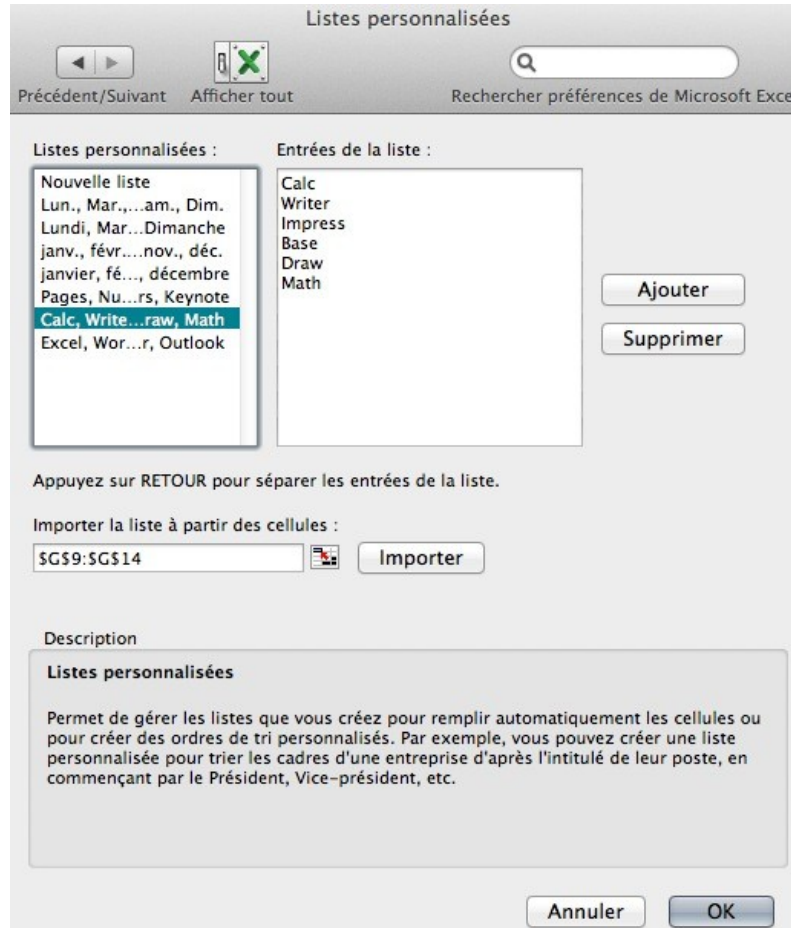 Listes personnalisées
Précédent/Suivant Afficher tout Rechercher préférences de Microsoft Exce
Listes personnalisées : Entrées de la liste :
Nouvelle liste
Lun., Mar.,...am., Dim.
Lundi, Mar...Dimanche
janv., févr....nov., déc.
janvier, fé..., décembre
Pages, Nu...rs, Keynote
Calc, Write...raw, Math
Excel, Wor...r, Outlook
Calc
Writer
Impress
Base
Draw
Math
Ajouter
Supprimer
Appuyez sur RETOUR pour séparer les entrées de la liste.
Importer la liste à partir des cellules :
$G$9:$G$14 Importer
Description
Listes personnalisées
Permet de gérer les listes que vous créez pour remplir automatiquement les cellules ou
pour créer des ordres de tri personnalisés. Par exemple, vous pouvez créer une liste
personnalisée pour trier les cadres d'une entreprise d'après l'intitulé de leur poste, en
commençant par le Président, Vice-président, etc.
Annuler OK